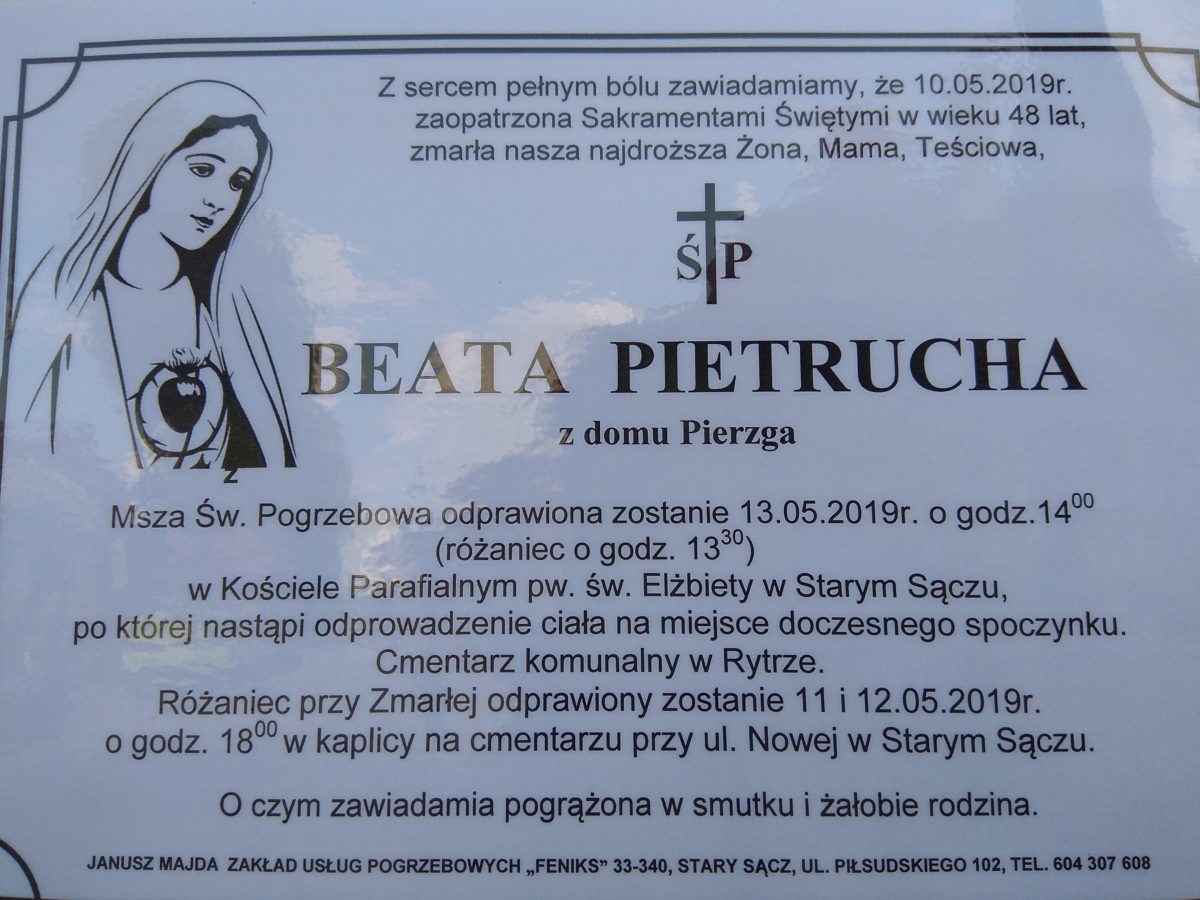 Z sercem pełnym bólu zawiadamiamy, że 10.05.2019r.
zaopatrzona Sakramentami Świętymi w wieku 48 lat,
zmarła nasza najdroższa Żona, Mama, Teściowa,
Ś P
BEATA PIETRUCHA
z domu Pierzga
z
Msza Św. Pogrzebowa odprawiona zostanie 13.05.2019r. o godz.14⁰⁰
(różaniec o godz. 13³⁰)
w Kościele Parafialnym pw. św. Elżbiety w Starym Sączu,
po której nastąpi odprowadzenie ciała na miejsce doczesnego spoczynku.
Cmentarz komunalny w Rytrze.
Różaniec przy Zmarłej odprawiony zostanie 11 i 12.05.2019r.
o godz. 18⁰⁰ w kaplicy na cmentarzu przy ul. Nowej w Starym Sączu.
O czym zawiadamia pogrążona w smutku i żałobie rodzina.
JANUSZ MAJDA ZAKŁAD USŁUG POGRZEBOWYCH „FENIKS” 33-340, STARY SĄCZ, UL. PIŁSUDSKIEGO 102, TEL. 604 307 608